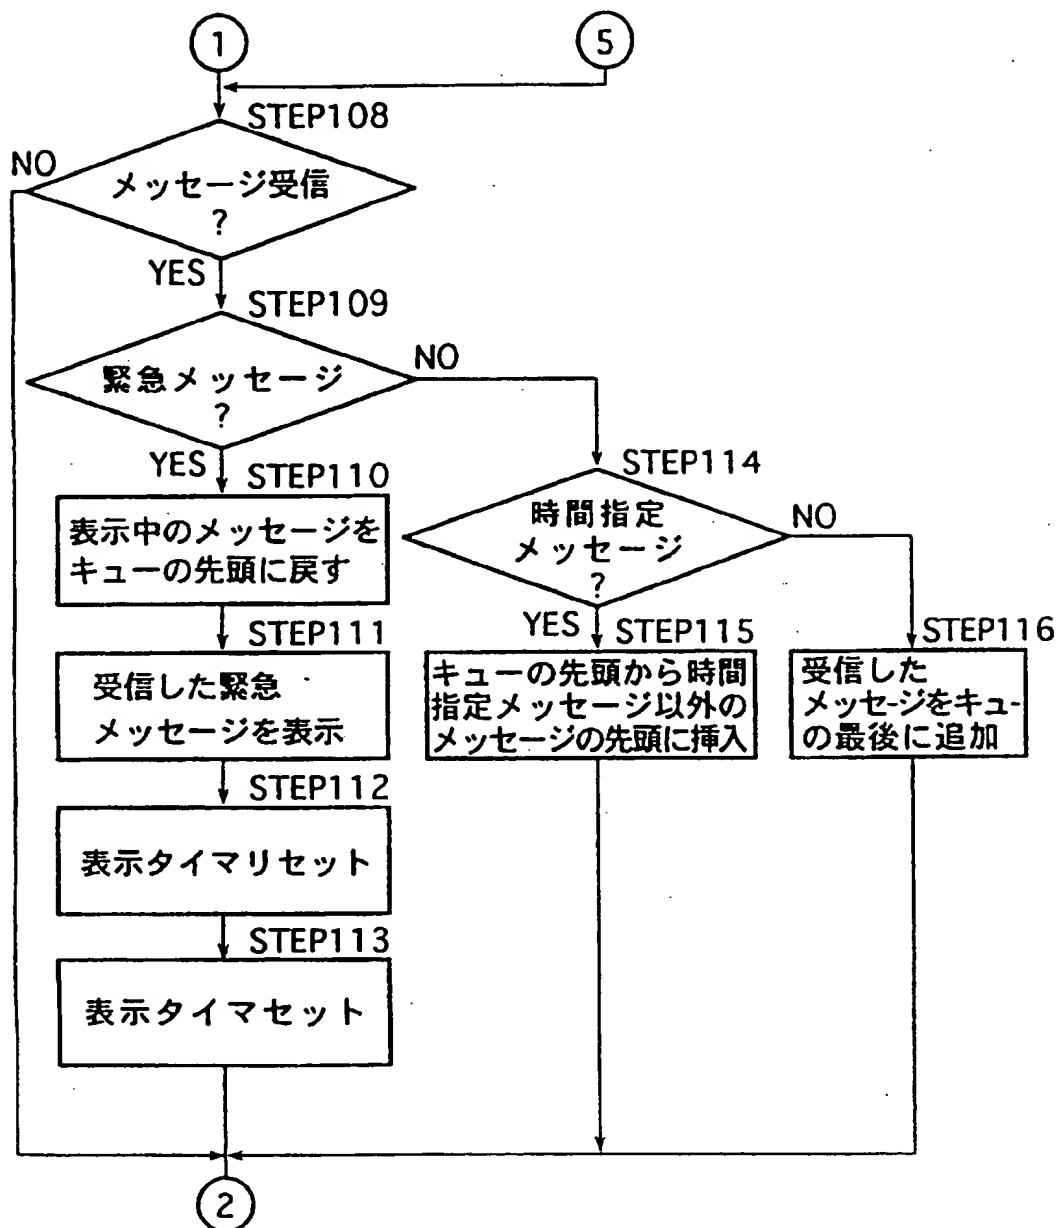 1
5
STEP108
NO
メッセージ受信
?
YES
STEP109
NO
緊急メッセージ
?
YES
STEP110
STEP114
表示中のメッセージを
キューの先頭に戻す
時間指定
メッセージ
?
NO
YES
STEP111
STEP115
STEP116
受信した緊急
メッセージを表示
キューの先頭から時間
指定メッセージ以外の
メッセージの先頭に挿入
受信した
メッセージをキュー
の最後に追加
STEP112
表示タイマリセット
STEP113
表示タイマセット
2